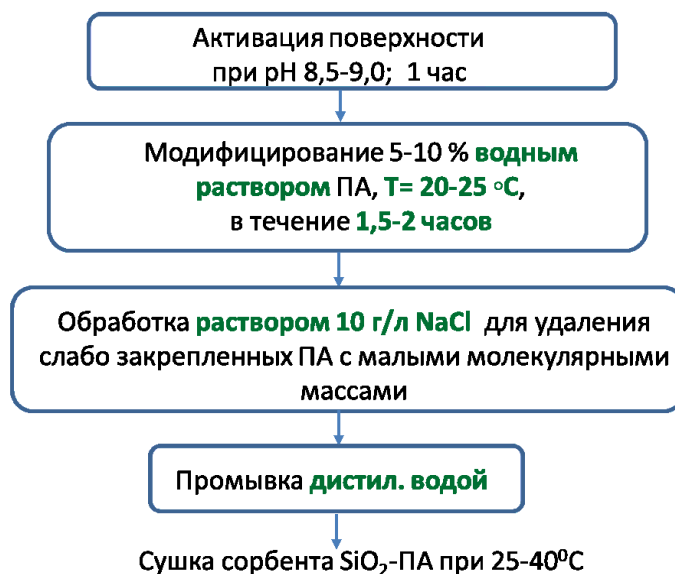 Активация поверхности
при pH 8,5-9,0; 1 час
Модифицирование 5-10 % водным
раствором ПА, T= 20-25 °С,
в течение 1,5-2 часов
Обработка раствором 10 г/л NaCl для удаления
слабо закрепленных ПА с малыми молекулярными
массами
Промывка дистил. водой
Сушка сорбента SiO₂-ПА при 25-40⁰С